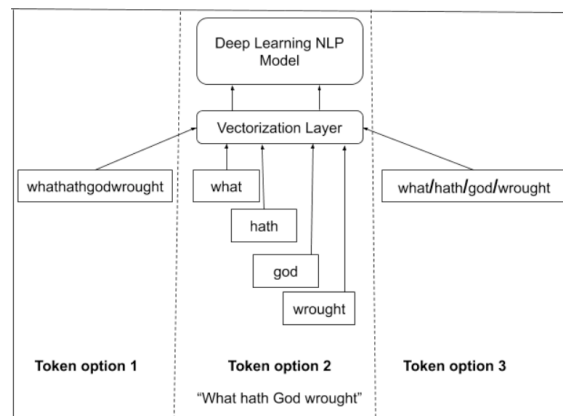 Deep Learning NLP
Model
Vectorization Layer
whathathgodwrought
what
what/hath/god/wrought
hath
god
wrought
Token option 1
Token option 2
Token option 3
“What hath God wrought”